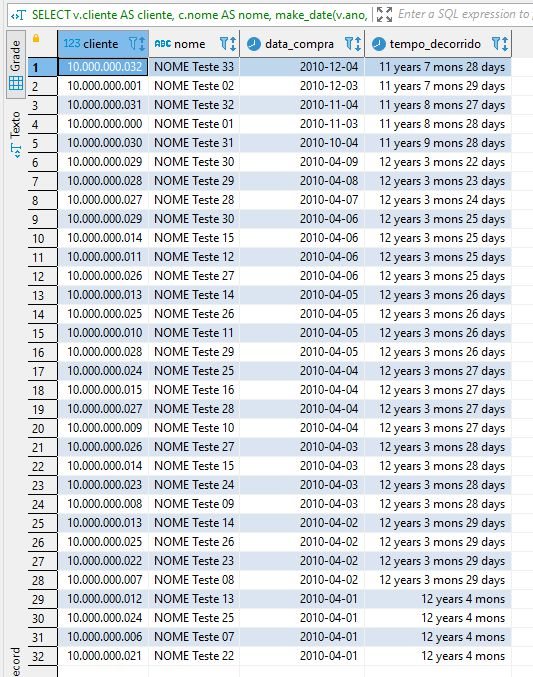 SELECT v.cliente AS cliente, c.nome AS nome, make_date(v.ano, Enter a SQL expression to
Grade
Texto
ecord
123 cliente ABC nome data_compra tempo_decorrido
1 10.000.000.032 NOME Teste 33 2010-12-04 11 years 7 mons 28 days
2 10.000.000.001 NOME Teste 02 2010-12-03 11 years 7 mons 29 days
3 10.000.000.031 NOME Teste 32 2010-11-04 11 years 8 mons 27 days
4 10.000.000.000 NOME Teste 01 2010-11-03 11 years 8 mons 28 days
5 10.000.000.030 NOME Teste 31 2010-10-04 11 years 9 mons 28 days
6 10.000.000.029 NOME Teste 30 2010-04-09 12 years 3 mons 22 days
7 10.000.000.028 NOME Teste 29 2010-04-08 12 years 3 mons 23 days
8 10.000.000.027 NOME Teste 28 2010-04-07 12 years 3 mons 24 days
9 10.000.000.029 NOME Teste 30 2010-04-06 12 years 3 mons 25 days
10 10.000.000.014 NOME Teste 15 2010-04-06 12 years 3 mons 25 days
11 10.000.000.011 NOME Teste 12 2010-04-06 12 years 3 mons 25 days
12 10.000.000.026 NOME Teste 27 2010-04-06 12 years 3 mons 25 days
13 10.000.000.013 NOME Teste 14 2010-04-05 12 years 3 mons 26 days
14 10.000.000.025 NOME Teste 26 2010-04-05 12 years 3 mons 26 days
15 10.000.000.010 NOME Teste 11 2010-04-05 12 years 3 mons 26 days
16 10.000.000.028 NOME Teste 29 2010-04-05 12 years 3 mons 26 days
17 10.000.000.024 NOME Teste 25 2010-04-04 12 years 3 mons 27 days
18 10.000.000.015 NOME Teste 16 2010-04-04 12 years 3 mons 27 days
19 10.000.000.027 NOME Teste 28 2010-04-04 12 years 3 mons 27 days
20 10.000.000.009 NOME Teste 10 2010-04-04 12 years 3 mons 27 days
21 10.000.000.026 NOME Teste 27 2010-04-03 12 years 3 mons 28 days
22 10.000.000.014 NOME Teste 15 2010-04-03 12 years 3 mons 28 days
23 10.000.000.023 NOME Teste 24 2010-04-03 12 years 3 mons 28 days
24 10.000.000.008 NOME Teste 09 2010-04-03 12 years 3 mons 28 days
25 10.000.000.013 NOME Teste 14 2010-04-02 12 years 3 mons 29 days
26 10.000.000.025 NOME Teste 26 2010-04-02 12 years 3 mons 29 days
27 10.000.000.022 NOME Teste 23 2010-04-02 12 years 3 mons 29 days
28 10.000.000.007 NOME Teste 08 2010-04-02 12 years 3 mons 29 days
29 10.000.000.012 NOME Teste 13 2010-04-01 12 years 4 mons
30 10.000.000.024 NOME Teste 25 2010-04-01 12 years 4 mons
31 10.000.000.006 NOME Teste 07 2010-04-01 12 years 4 mons
32 10.000.000.021 NOME Teste 22 2010-04-01 12 years 4 mons